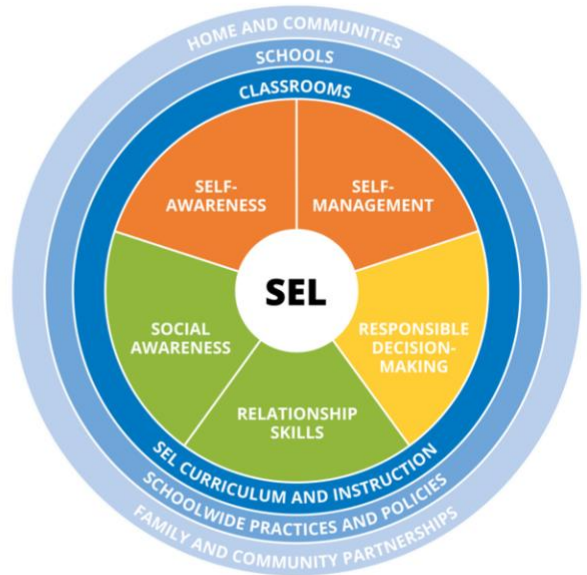 HOME AND COMMUNITIES
SCHOOLS
CLASSROOMS
SELF-
AWARENESS
SELF-
MANAGEMENT
SEL
SOCIAL
AWARENESS
RESPONSIBLE
DECISION-
MAKING
RELATIONSHIP
SKILLS
SEL CURRICULUM AND INSTRUCTION
SCHOOLWIDE PRACTICES AND POLICIES
FAMILY AND COMMUNITY PARTNERSHIPS